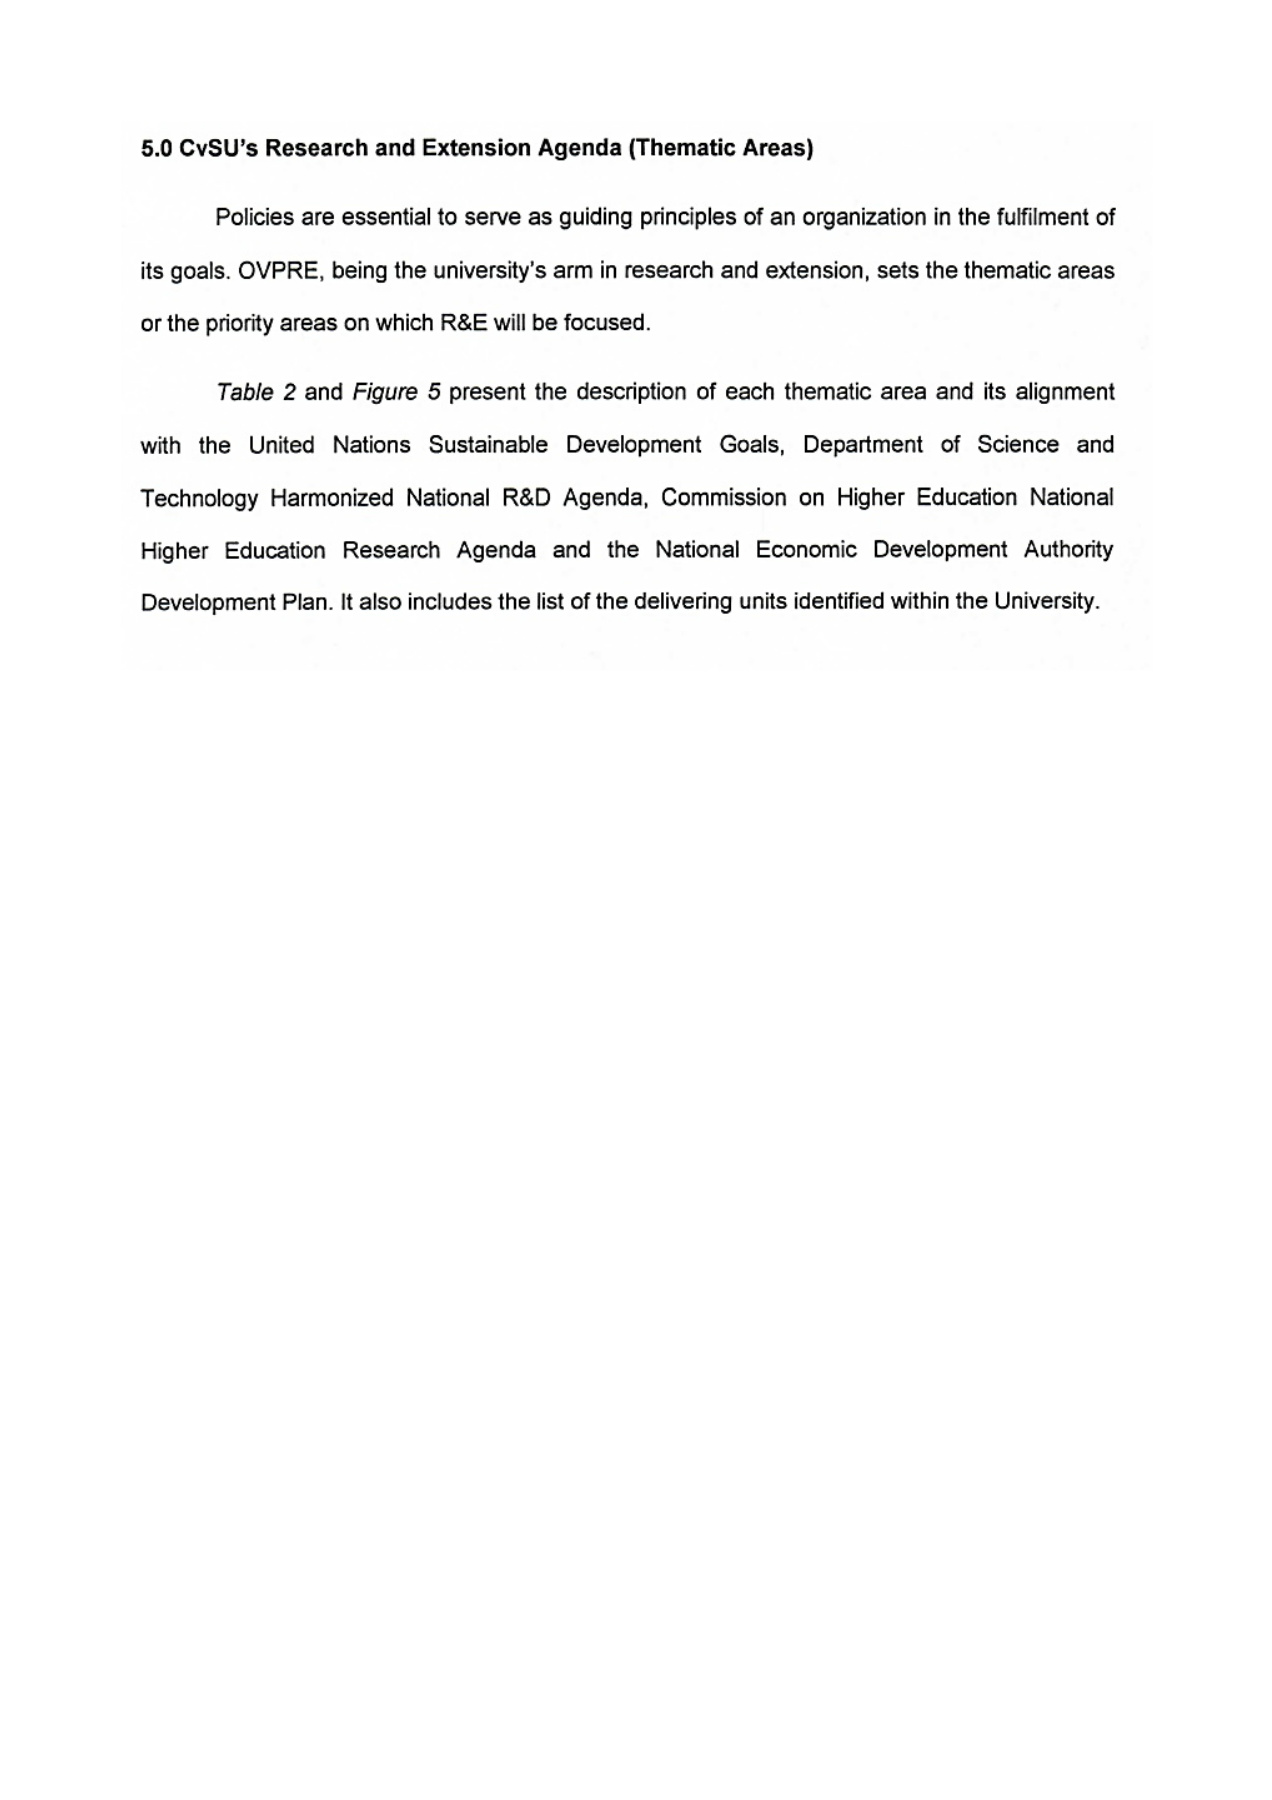 5.0 CvSU's Research and Extension Agenda (Thematic Areas)
Policies are essential to serve as guiding principles of an organization in the fulfilment of
its goals. OVPRE, being the university's arm in research and extension, sets the thematic areas
or the priority areas on which R&E will be focused.
Table 2 and Figure 5 present the description of each thematic area and its alignment
with the United Nations Sustainable Development Goals, Department of Science and
Technology Harmonized National R&D Agenda, Commission on Higher Education National
Higher Education Research Agenda and the National Economic Development Authority
Development Plan. It also includes the list of the delivering units identified within the University.